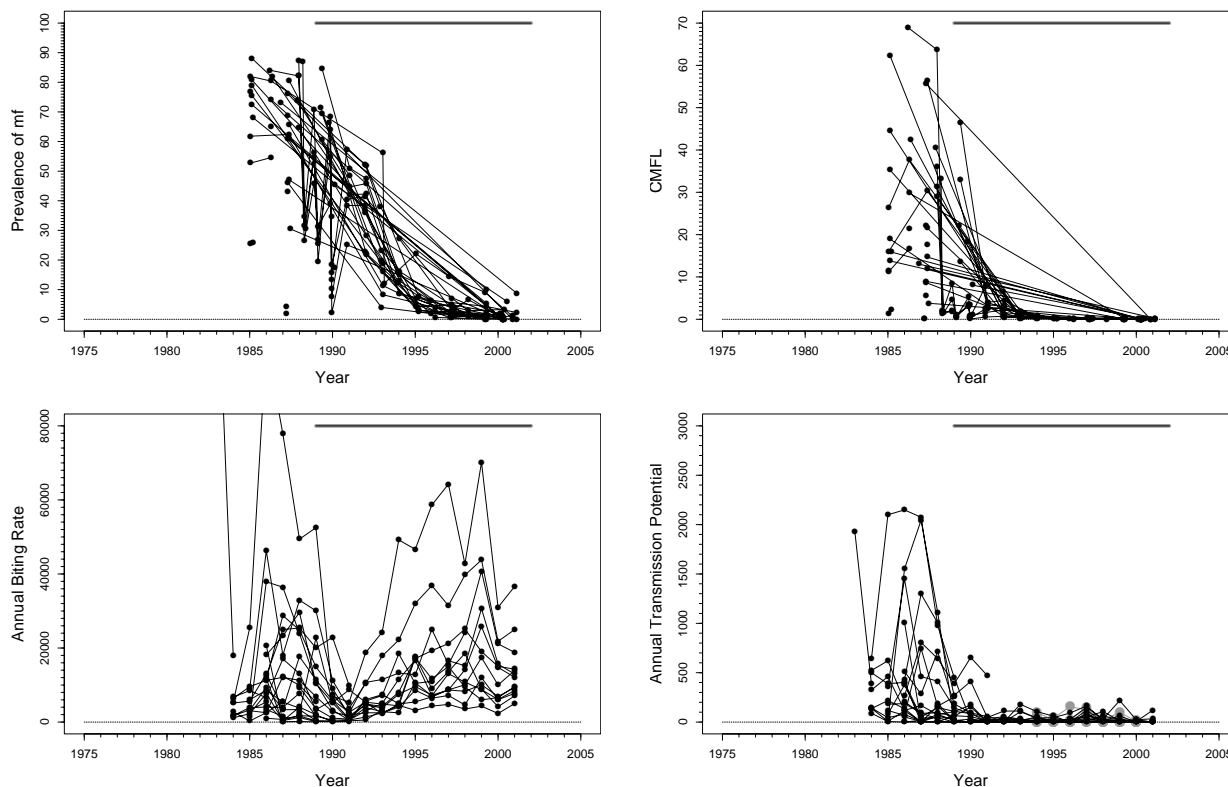 Prevalence of mf
0 10 20 30 40 50 60 70 80 90 100
1975 1980 1985 1990 1995 2000 2005
Year
CMFL
0 10 20 30 40 50 60 70
1975 1980 1985 1990 1995 2000 2005
Year
Annual Biting Rate
0 20000 40000 60000 80000
1975 1980 1985 1990 1995 2000 2005
Year
Annual Transmission Potential
0 500 1000 1500 2000 2500 3000
1975 1980 1985 1990 1995 2000 2005
Year